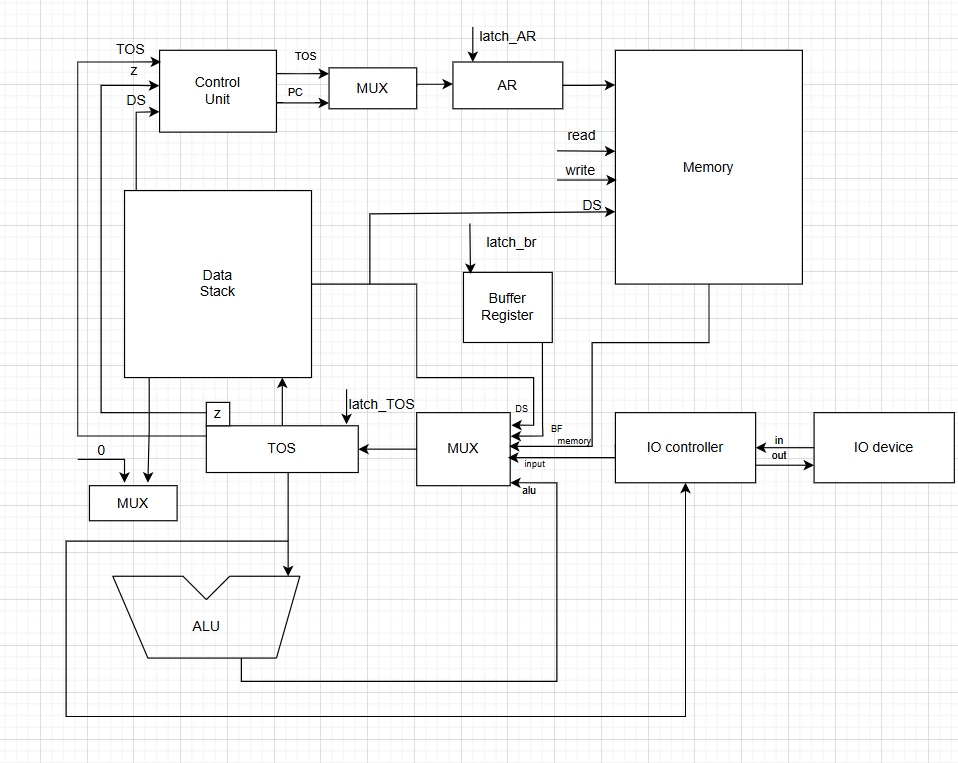 latch_AR
TOS
z
DS
Control
Unit
TOS
PC
MUX
AR
read
write
DS
Memory
latch_br
Data
Stack
Buffer
Register
latch_TOS
z
TOS
DS
BF
memory
input
alu
MUX
IO controller
in
out
IO device
0
MUX
ALU